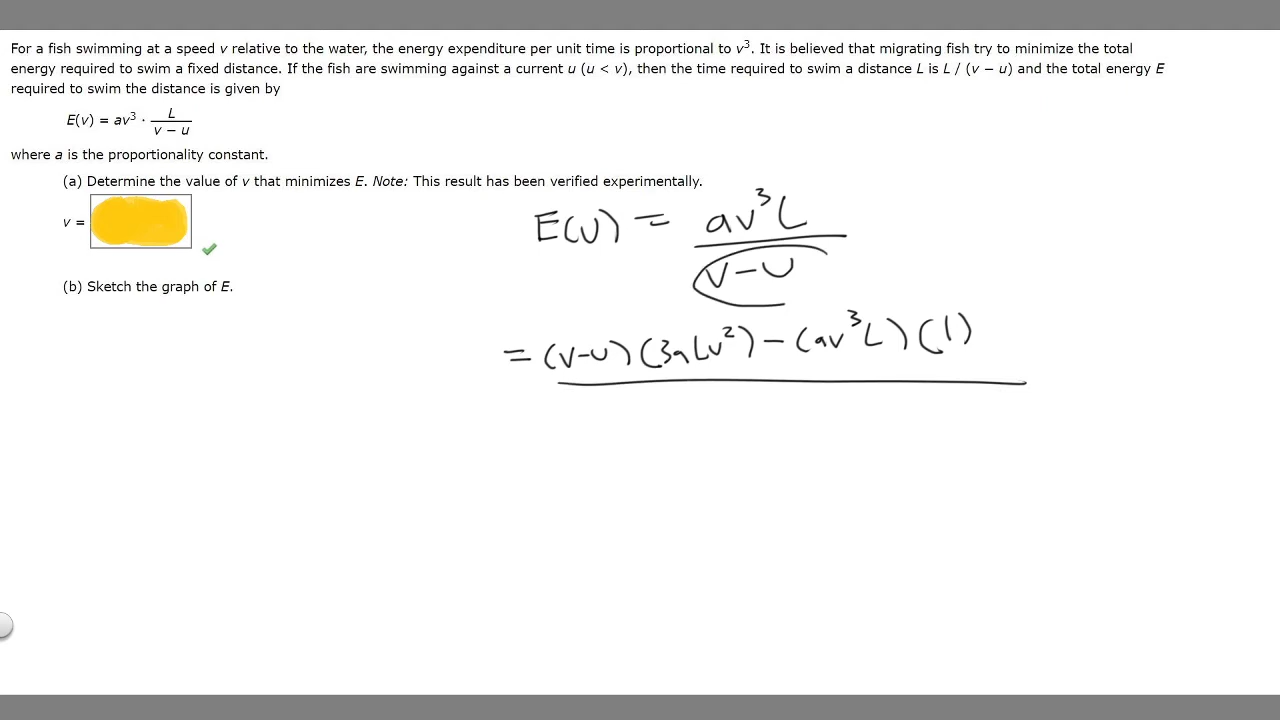 For a fish swimming at a speed v relative to the water, the energy expenditure per unit time is proportional to v³. It is believed that migrating fish try to minimize the total
energy required to swim a fixed distance. If the fish are swimming against a current u (u < v), then the time required to swim a distance L is L / (v − u) and the total energy E
required to swim the distance is given by
E(v) = av³ · L / (v − u)
where a is the proportionality constant.
(a) Determine the value of v that minimizes E. Note: This result has been verified experimentally.
v =
(b) Sketch the graph of E.
E(v) = av³L / (v-u)
= (v-u)(3aLv²) - (av³L)(1)